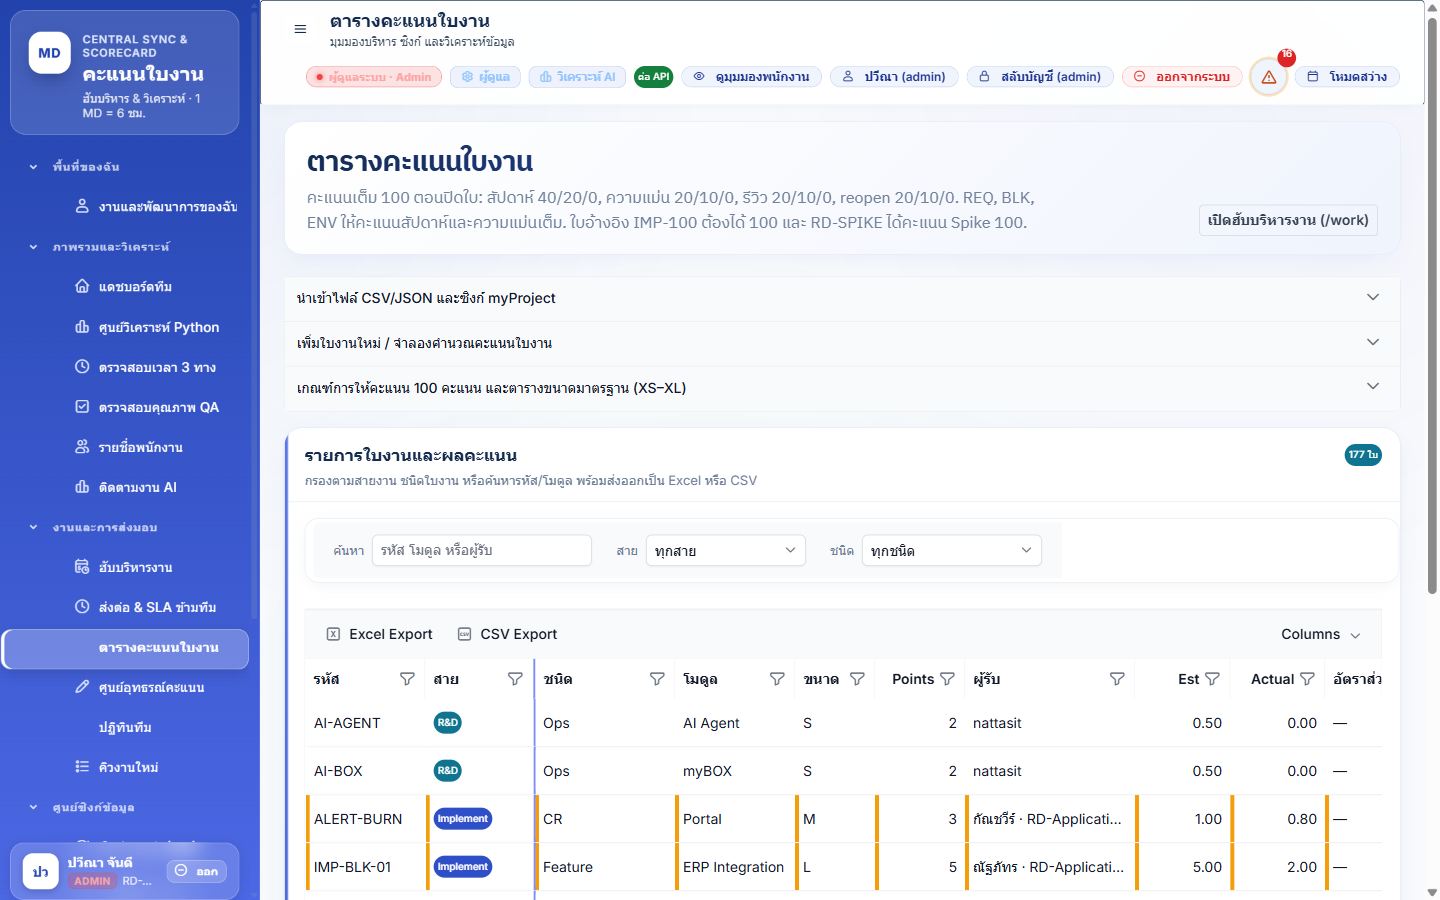 MD
CENTRAL SYNC &
SCORECARD
คะแนนใบงาน
ฮับบริหาร & วิเคราะห์ · 1
MD = 6 ชม.
พื้นที่ของฉัน
งานและพัฒนาการของฉัน
ภาพรวมและวิเคราะห์
แดชบอร์ดทีม
ศูนย์วิเคราะห์ Python
ตรวจสอบเวลา 3 ทาง
ตรวจสอบคุณภาพ QA
รายชื่อพนักงาน
ติดตามงาน AI
งานและการส่งมอบ
ฮับบริหารงาน
ส่งต่อ & SLA ข้ามทีม
ตารางคะแนนใบงาน
ศูนย์อุทธรณ์คะแนน
ปฏิทินทีม
คิวงานใหม่
ศูนย์ซิงก์ข้อมูล
ปว
ปวีณา จันดี
ADMIN RD-...
ออก
ตารางคะแนนใบงาน
มุมมองบริหาร ซิงก์ และวิเคราะห์ข้อมูล
ผู้ดูแลระบบ · Admin
ผู้ดูแล
วิเคราะห์ AI
ต่อ API
ดูมุมมองพนักงาน
ปวีณา (admin)
สลับบัญชี (admin)
ออกจากระบบ
16
โหมดสว่าง
ตารางคะแนนใบงาน
คะแนนเต็ม 100 ตอนปิดใบ: สัปดาห์ 40/20/0, ความแม่น 20/10/0, รีวิว 20/10/0, reopen 20/10/0. REQ, BLK,
ENV ให้คะแนนสัปดาห์และความแม่นเต็ม. ใบอ้างอิง IMP-100 ต้องได้ 100 และ RD-SPIKE ได้คะแนน Spike 100.
เปิดฮับบริหารงาน (/work)
นำเข้าไฟล์ CSV/JSON และซิงก์ myProject
เพิ่มใบงานใหม่ / จำลองคำนวณคะแนนใบงาน
เกณฑ์การให้คะแนน 100 คะแนน และตารางขนาดมาตรฐาน (XS–XL)
รายการใบงานและผลคะแนน
177 ใบ
กรองตามสายงาน ชนิดใบงาน หรือค้นหารหัส/โมดูล พร้อมส่งออกเป็น Excel หรือ CSV
ค้นหา รหัส โมดูล หรือผู้รับ สาย ทุกสาย ชนิด ทุกชนิด
Excel Export CSV Export Columns
รหัส สาย ชนิด โมดูล ขนาด Points ผู้รับ Est Actual อัตราส่ว
AI-AGENT R&D Ops AI Agent S 2 nattasit 0.50 0.00 —
AI-BOX R&D Ops myBOX S 2 nattasit 0.50 0.00 —
ALERT-BURN Implement CR Portal M 3 กัณชวีร์ · RD-Applicati... 1.00 0.80 —
IMP-BLK-01 Implement Feature ERP Integration L 5 ณัฐภัทร · RD-Applicati... 5.00 2.00 —